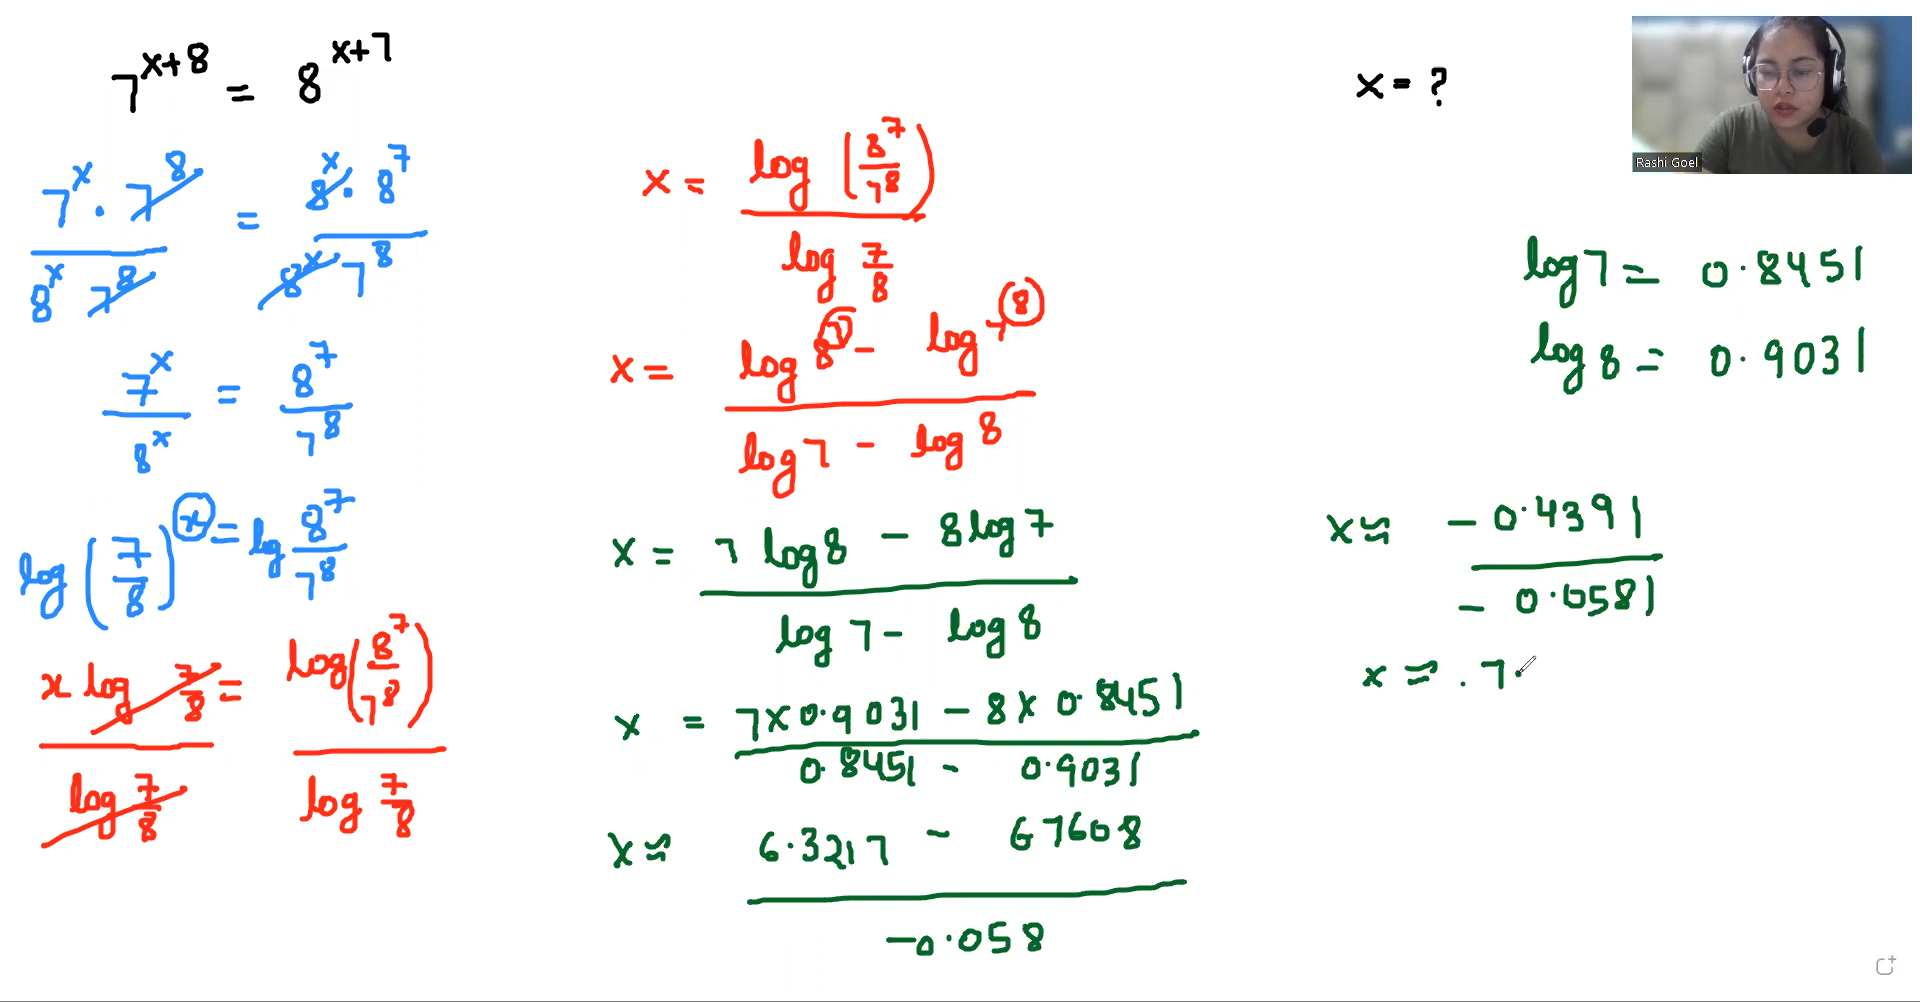 7^(x+8) = 8^(x+7)
(7^x · 7^8)/(8^x 7^8) = (8^x · 8^7)/(8^x 7^8)
7^x/8^x = 8^7/7^8
log (7/8)^x = log 8^7/7^8
(x log 7/8)/(log 7/8) = (log(8^7/7^8))/(log 7/8)
x = (log (8^7/7^8))/(log 7/8)
x = (log 8^7 - log 7^8)/(log 7 - log 8)
x = (7 log 8 - 8 log 7)/(log 7 - log 8)
x = (7 x 0.9031 - 8 x 0.8451)/(0.8451 - 0.9031)
x ≈ (6.3217 - 67608)/(-0.058)
x = ?
Rashi Goel
log 7 = 0.8451
log 8 = 0.9031
x ≈ (-0.4391)/(-0.0581)
x ≈ .7